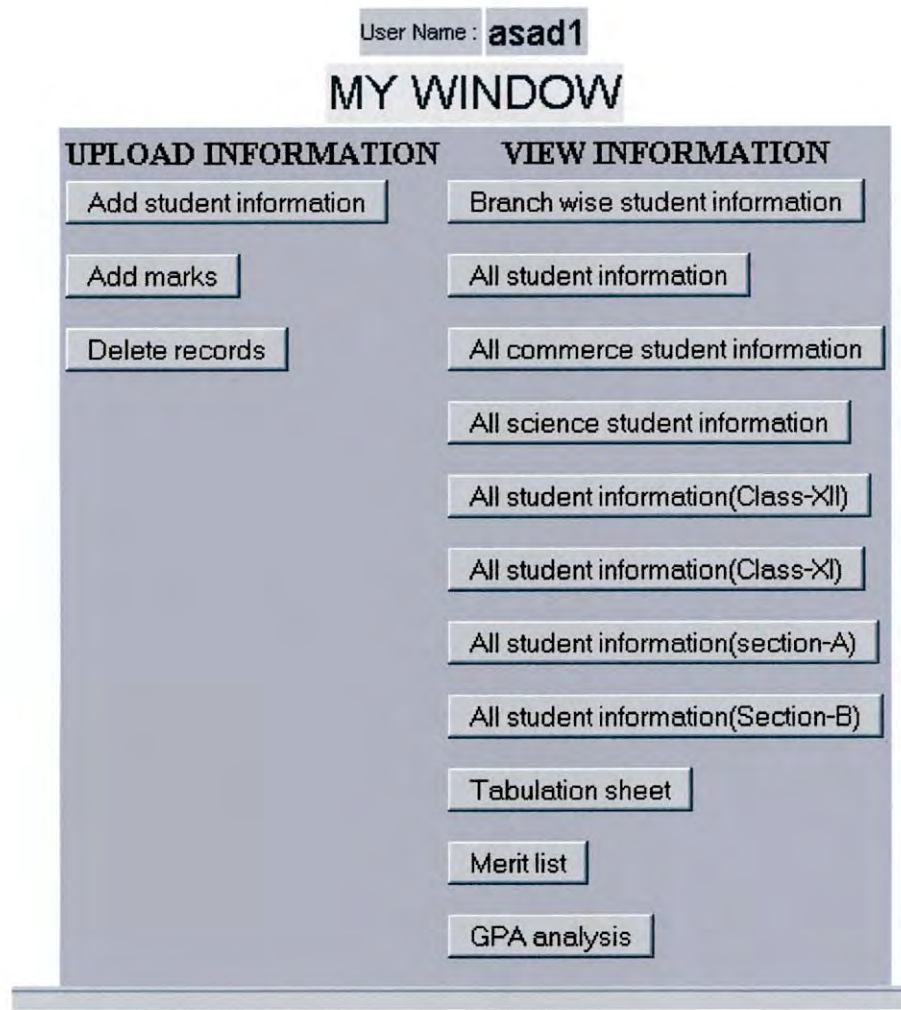 User Name : asad1
MY WINDOW
UPLOAD INFORMATION
Add student information
Add marks
Delete records
VIEW INFORMATION
Branch wise student information
All student information
All commerce student information
All science student information
All student information(Class-XII)
All student information(Class-XI)
All student information(section-A)
All student information(Section-B)
Tabulation sheet
Merit list
GPA analysis